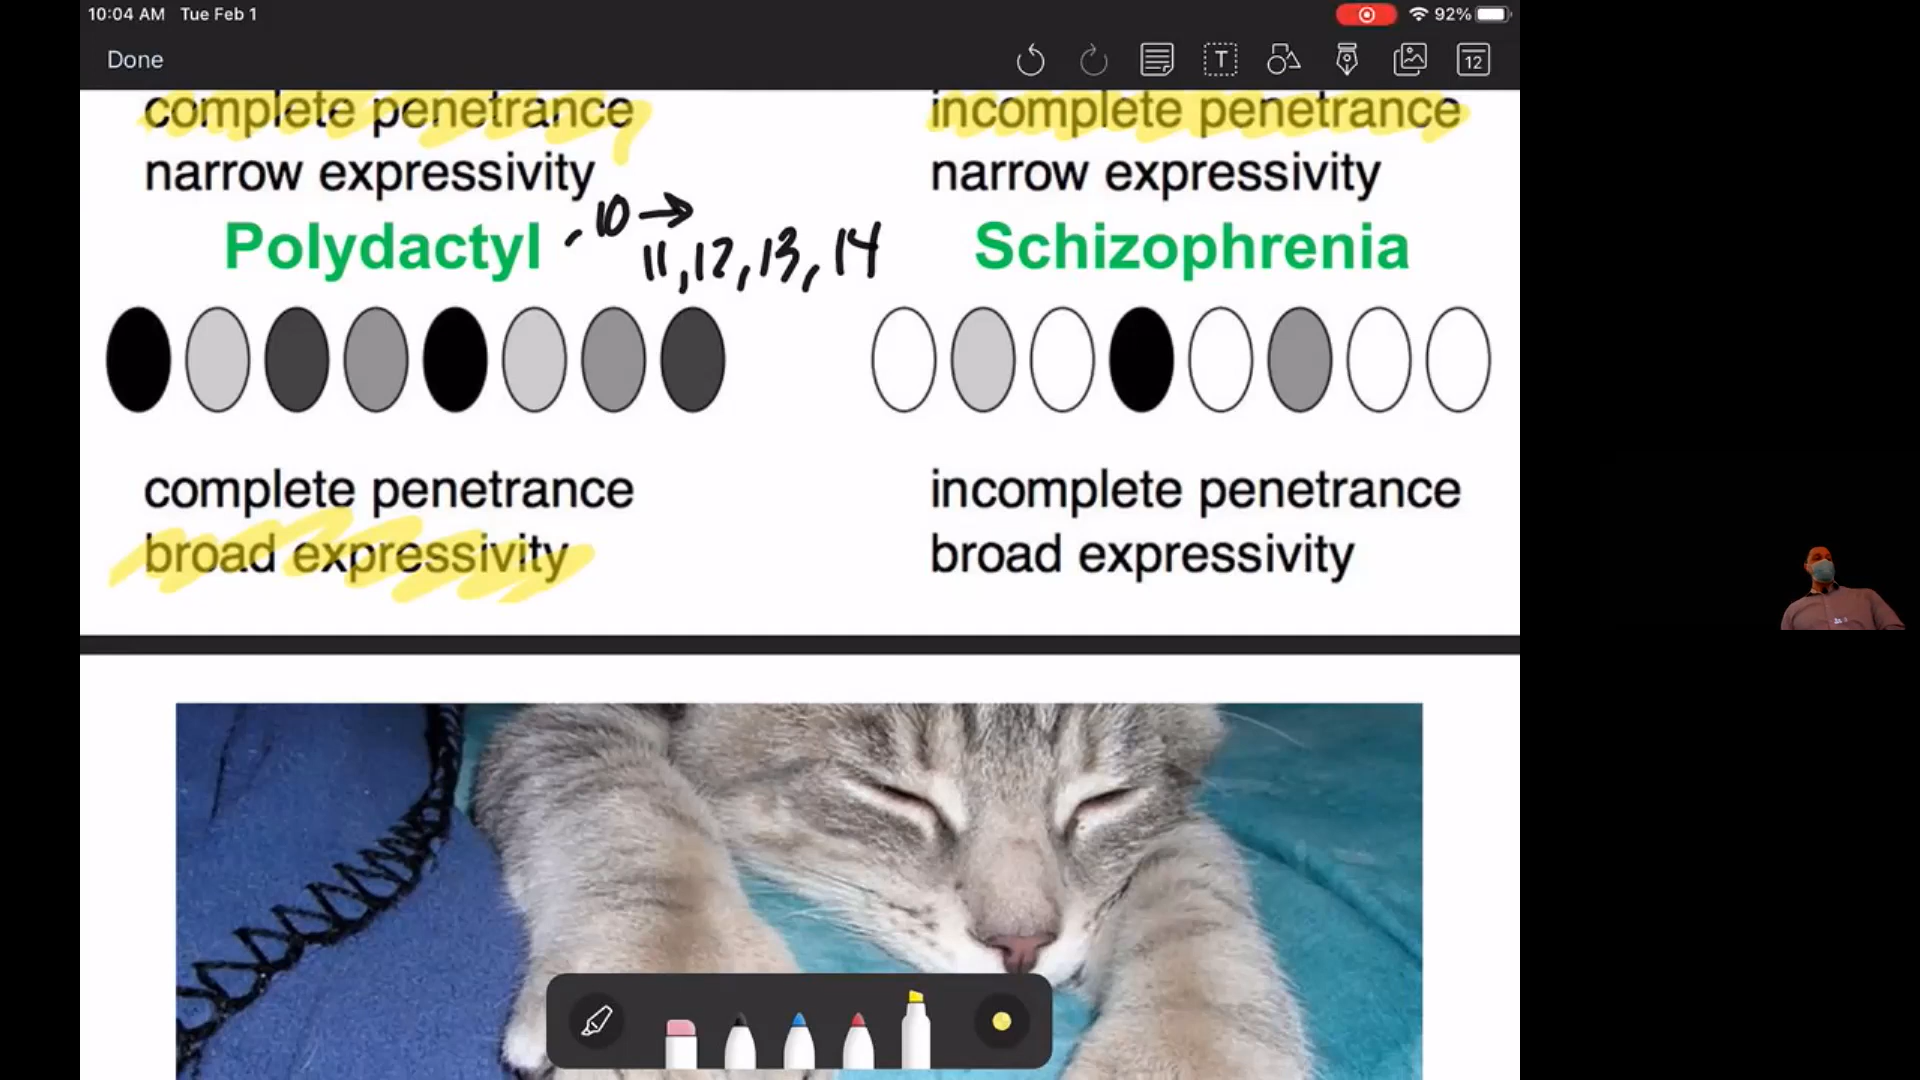 10:04 AM Tue Feb 1
92%
Done
T
12
complete penetrance
narrow expressivity
incomplete penetrance
narrow expressivity
Polydactyl
, 10 →
11, 12, 13, 14
Schizophrenia
complete penetrance
broad expressivity
incomplete penetrance
broad expressivity